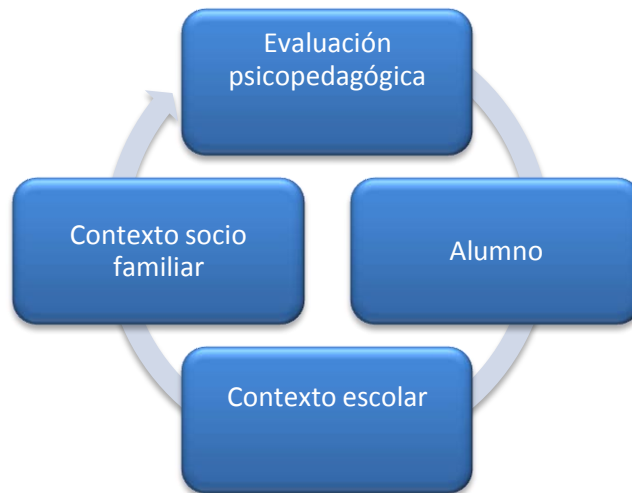 Evaluación
psicopedagógica
Alumno
Contexto escolar
Contexto socio
familiar